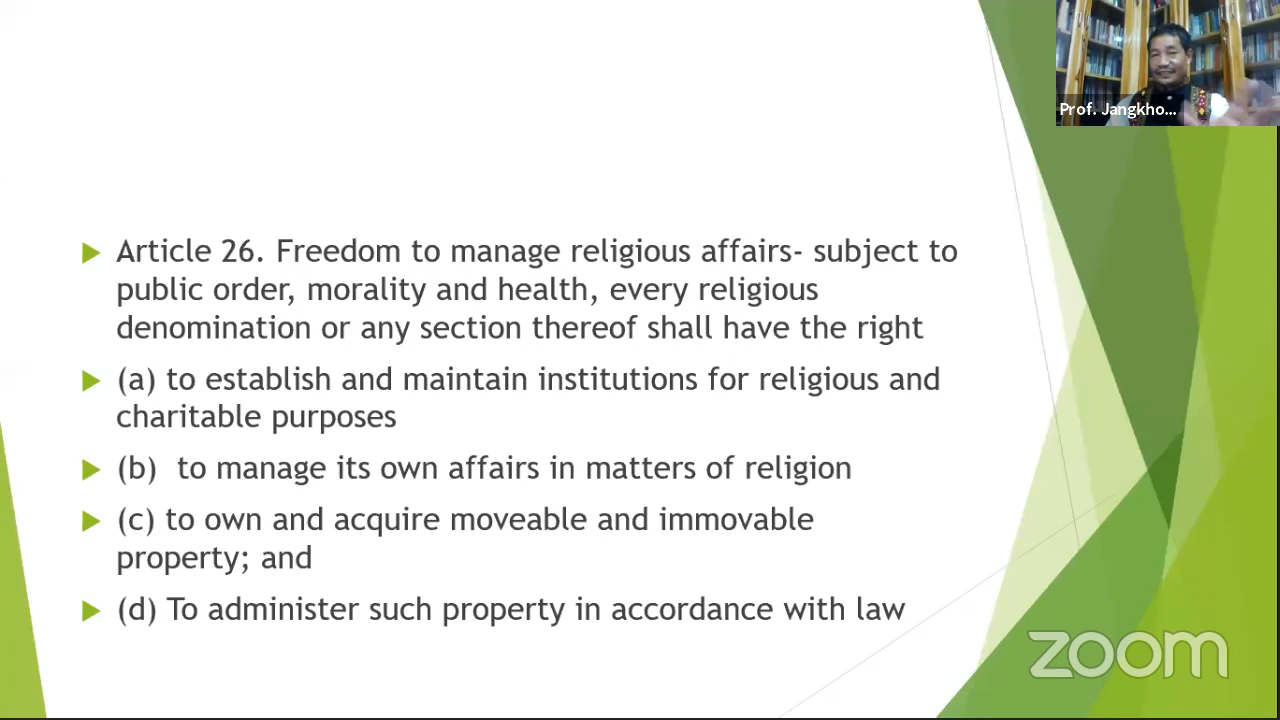 Prof. Jangkho...
Article 26. Freedom to manage religious affairs- subject to
public order, morality and health, every religious
denomination or any section thereof shall have the right
(a) to establish and maintain institutions for religious and
charitable purposes
(b) to manage its own affairs in matters of religion
(c) to own and acquire moveable and immovable
property; and
(d) To administer such property in accordance with law
zoom